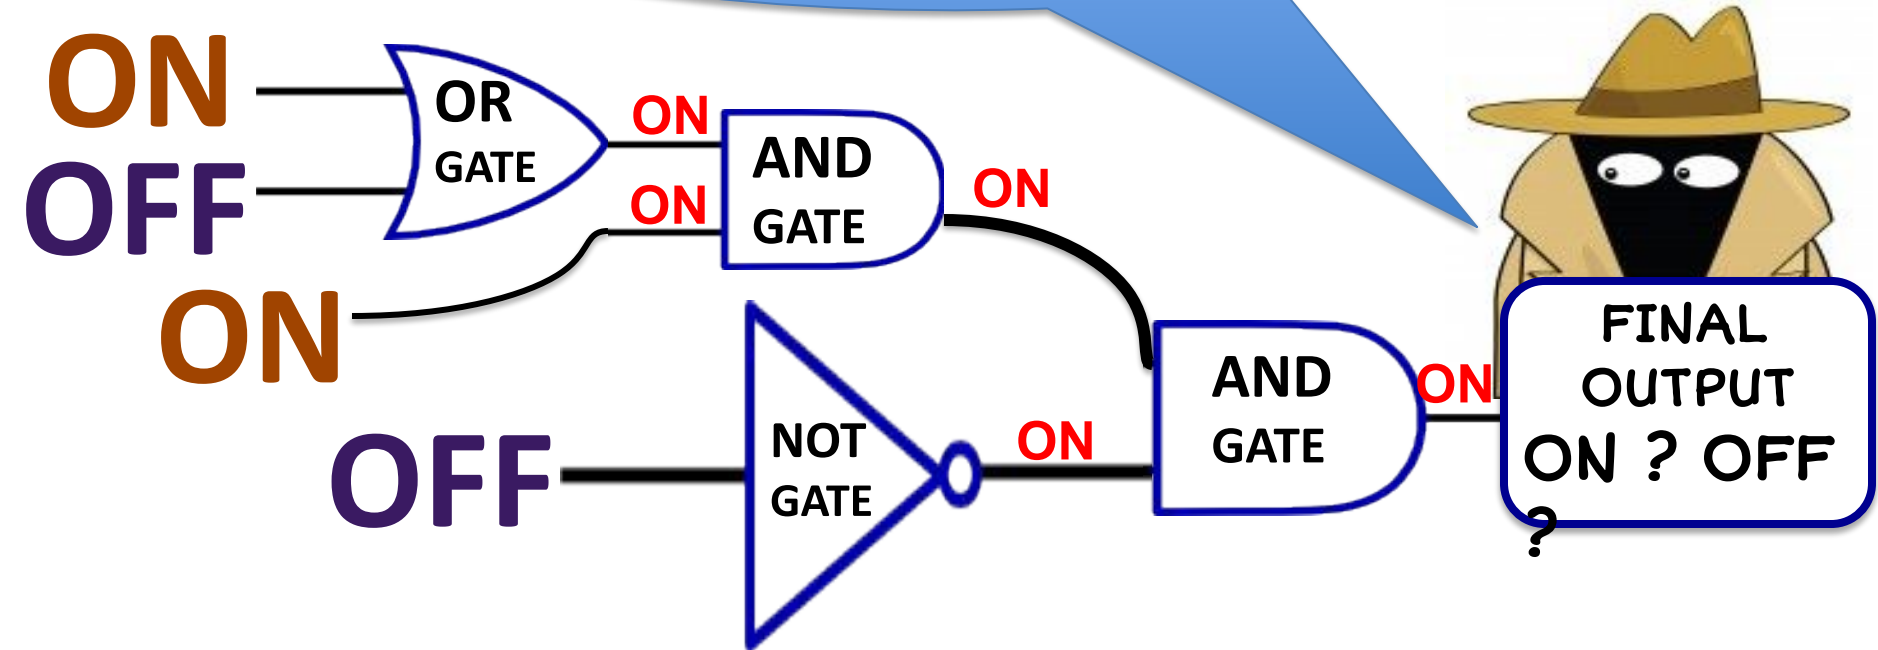 ON
OFF
ON
OFF
OR
GATE
ON
ON
AND
GATE
ON
NOT
GATE
ON
AND
GATE
ON
FINAL
OUTPUT
ON ? OFF
?